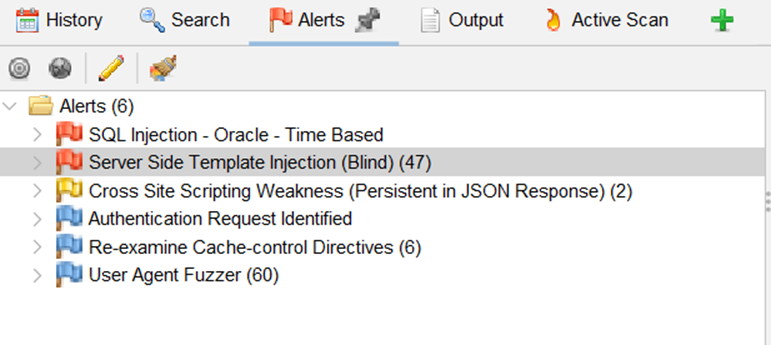 History Search Alerts Output Active Scan
Alerts (6)
SQL Injection - Oracle - Time Based
Server Side Template Injection (Blind) (47)
Cross Site Scripting Weakness (Persistent in JSON Response) (2)
Authentication Request Identified
Re-examine Cache-control Directives (6)
User Agent Fuzzer (60)